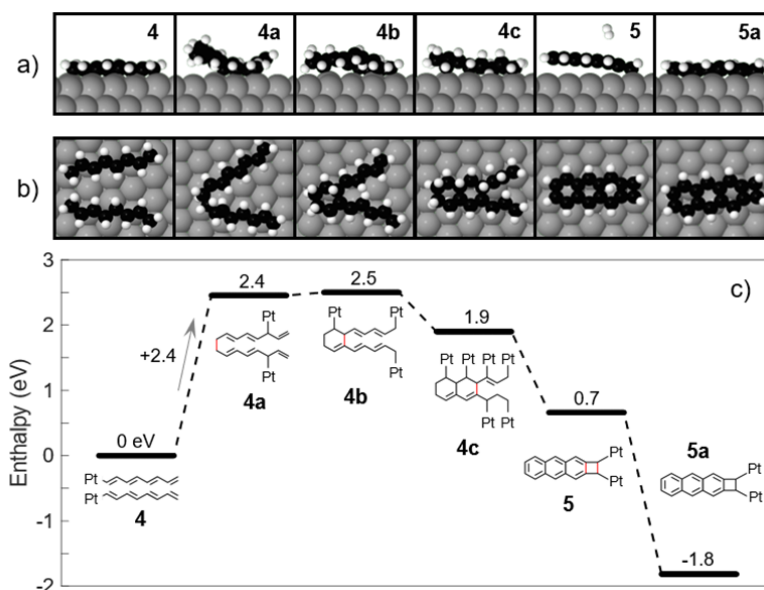 a)
4
4a
4b
4c
5
5a
b)
c)
Enthalpy (eV)
3
2
1
0
-1
-2
0 eV
+2.4
2.4
2.5
1.9
0.7
-1.8
Pt
Pt
4
Pt
Pt
4a
Pt
Pt
4b
Pt
Pt
Pt
Pt
Pt
Pt
4c
Pt
Pt
5
5a
Pt
Pt